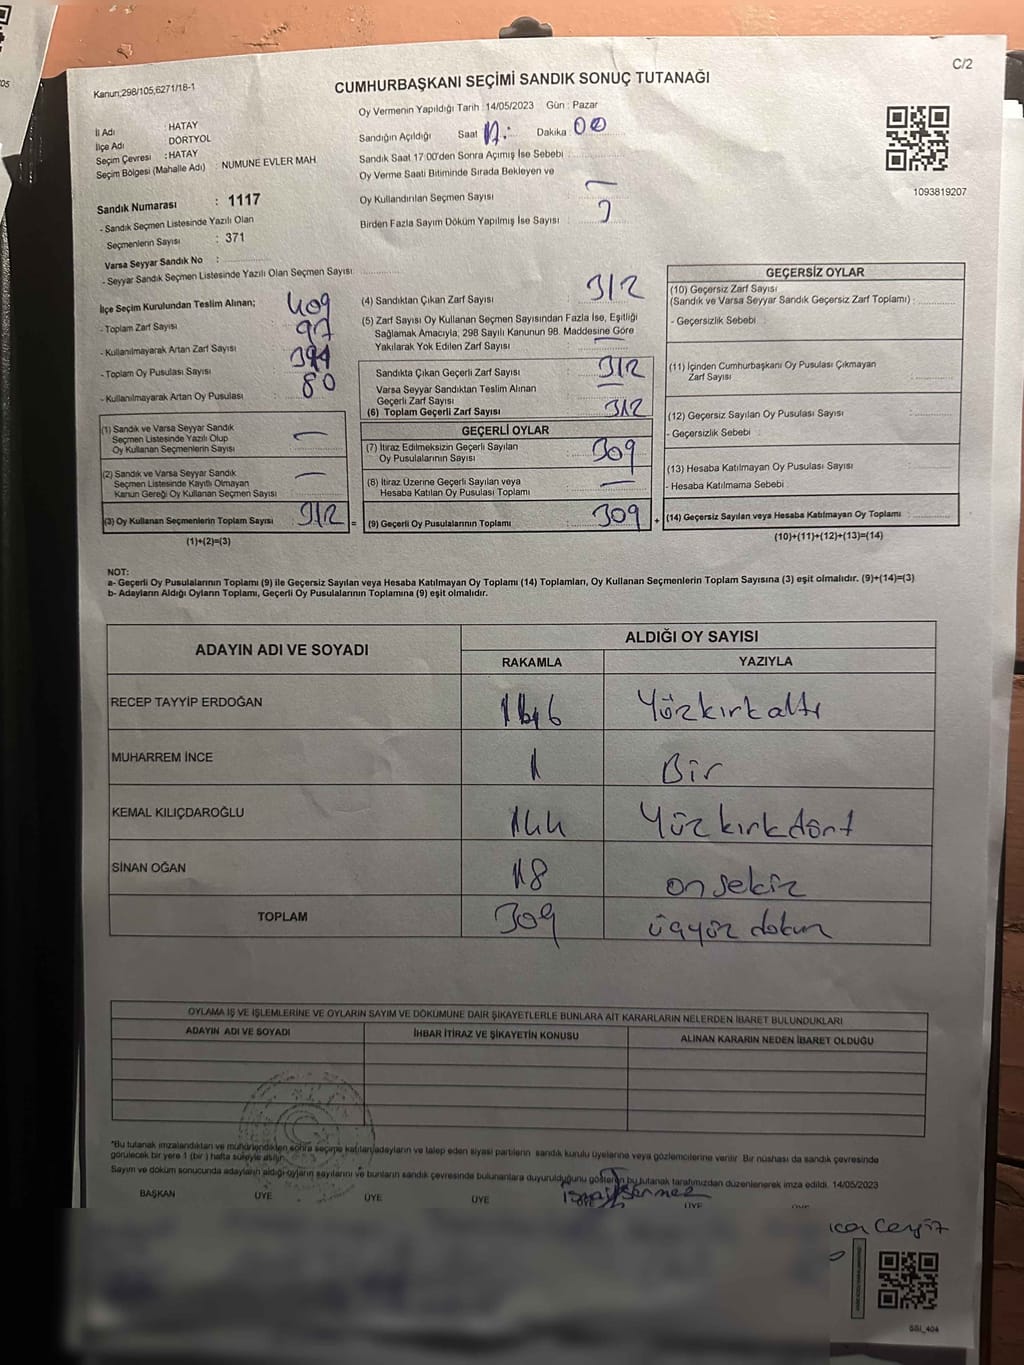 C/2
Kanun;298/105,6271/18-1
CUMHURBAŞKANI SEÇİMİ SANDIK SONUÇ TUTANAĞI
İl Adı : HATAY
İlçe Adı DÖRTYOL
Seçim Çevresi : HATAY
Seçim Bölgesi (Mahalle Adı) NUMUNE EVLER MAH
Sandık Numarası : 1117
- Sandık Seçmen Listesinde Yazılı Olan
Seçmenlerin Sayısı : 371
Varsa Seyyar Sandık No :
- Seyyar Sandık Seçmen Listesinde Yazılı Olan Seçmen Sayısı:
Oy Vermenin Yapıldığı Tarih :14/05/2023 Gün : Pazar
Sandığın Açıldığı Saat Dakika : 00
Sandık Saat 17:00'den Sonra Açımış İse Sebebi :
Oy Verme Saati Bitiminde Sırada Bekleyen ve
Oy Kullandırılan Seçmen Sayısı : —
Birden Fazla Sayım Döküm Yapılmış İse Sayısı :
1093819207
İlçe Seçim Kurulundan Teslim Alınan;
- Toplam Zarf Sayısı 409
- Kullanılmayarak Artan Zarf Sayısı 97
- Toplam Oy Pusulası Sayısı
- Kullanılmayarak Artan Oy Pusulası : 80
(1) Sandık ve Varsa Seyyar Sandık
Seçmen Listesinde Yazılı Olup
Oy Kullanan Seçmenlerin Sayısı : —
(2) Sandık ve Varsa Seyyar Sandık
Seçmen Listesinde Kayıtlı Olmayan
Kanun Gereği Oy Kullanan Seçmen Sayısı : —
(3) Oy Kullanan Seçmenlerin Toplam Sayısı : 312 =
(1)+(2)=(3)
(4) Sandıktan Çıkan Zarf Sayısı : 312
(5) Zarf Sayısı Oy Kullanan Seçmen Sayısından Fazla İse, Eşitliği
Sağlamak Amacıyla, 298 Sayılı Kanunun 98. Maddesine Göre
Yakılarak Yok Edilen Zarf Sayısı : —
Sandıkta Çıkan Geçerli Zarf Sayısı : 312
Varsa Seyyar Sandıktan Teslim Alınan
Geçerli Zarf Sayısı : —
(6) Toplam Geçerli Zarf Sayısı : 312
GEÇERLİ OYLAR
(7) İtiraz Edilmeksizin Geçerli Sayılan
Oy Pusulalarının Sayısı : 309
(8) İtiraz Üzerine Geçerli Sayılan veya
Hesaba Katılan Oy Pusulası Toplamı : —
(9) Geçerli Oy Pusulalarının Toplamı : 309 +
GEÇERSİZ OYLAR
(10) Geçersiz Zarf Sayısı
(Sandık ve Varsa Seyyar Sandık Geçersiz Zarf Toplamı) :
- Geçersizlik Sebebi :
(11) İçinden Cumhurbaşkanı Oy Pusulası Çıkmayan
Zarf Sayısı :
(12) Geçersiz Sayılan Oy Pusulası Sayısı :
- Geçersizlik Sebebi :
(13) Hesaba Katılmayan Oy Pusulası Sayısı :
- Hesaba Katılmama Sebebi :
(14) Geçersiz Sayılan veya Hesaba Katılmayan Oy Toplamı :
(10)+(11)+(12)+(13)=(14)
NOT:
a- Geçerli Oy Pusulalarının Toplamı (9) ile Geçersiz Sayılan veya Hesaba Katılmayan Oy Toplamı (14) Toplamları, Oy Kullanan Seçmenlerin Toplam Sayısına (3) eşit olmalıdır. (9)+(14)=(3)
b- Adayların Aldığı Oyların Toplamı, Geçerli Oy Pusulalarının Toplamına (9) eşit olmalıdır.
ADAYIN ADI VE SOYADI ALDIĞI OY SAYISI
RAKAMLA YAZIYLA
RECEP TAYYİP ERDOĞAN 146 Yüzkırkaltı
MUHARREM İNCE 1 Bir
KEMAL KILIÇDAROĞLU 144 Yüzkırkdört
SİNAN OĞAN 18 onsekiz
TOPLAM 309 üçyüz dokuz
OYLAMA İŞ VE İŞLEMLERİNE VE OYLARIN SAYIM VE DÖKÜMÜNE DAİR ŞİKAYETLERLE BUNLARA AİT KARARLARIN NELERDEN İBARET BULUNDUKLARI
ADAYIN ADI VE SOYADI İHBAR İTİRAZ VE ŞİKAYETİN KONUSU ALINAN KARARIN NEDEN İBARET OLDUĞU
*Bu tutanak imzalandıktan ve mühürlendikten sonra seçime katılan adayların ve talep eden siyasi partilerin sandık kurulu üyelerine veya gözlemcilerine verilir. Bir nüshası da sandık çevresinde
görülecek bir yere 1 (bir) hafta süreyle asılır.
Sayım ve döküm sonucunda adayların aldığı oyların sayılarını ve bunların sandık çevresinde bulunanlara duyurulduğunu gösteren bu tutanak tarafımızdan düzenlenerek imza edildi. 14/05/2023
BAŞKAN ÜYE ÜYE ÜYE ÜYE ÜYE
SSI_404